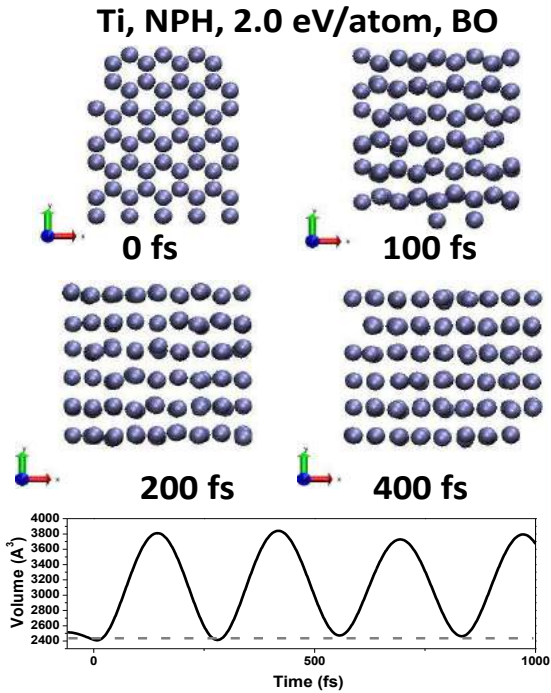 Ti, NPH, 2.0 eV/atom, BO
y
x
0 fs
y
x
100 fs
y
x
200 fs
y
x
400 fs
4000
3800
3600
3400
3200
3000
2800
2600
2400
Volume (Å³)
0
500
1000
Time (fs)